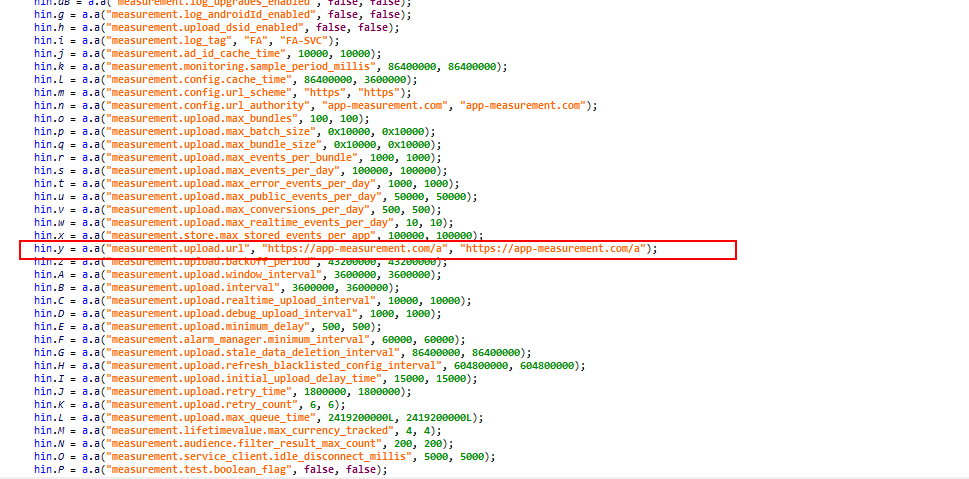 hin.uB = a.a("measurement.log_upgrades_enabled", false, false);
hin.g = a.a("measurement.log_androidId_enabled", false, false);
hin.h = a.a("measurement.upload_dsid_enabled", false, false);
hin.i = a.a("measurement.log_tag", "FA", "FA-SVC");
hin.j = a.a("measurement.ad_id_cache_time", 10000, 10000);
hin.k = a.a("measurement.monitoring.sample_period_millis", 86400000, 86400000);
hin.l = a.a("measurement.config.cache_time", 86400000, 3600000);
hin.m = a.a("measurement.config.url_scheme", "https", "https");
hin.n = a.a("measurement.config.url_authority", "app-measurement.com", "app-measurement.com");
hin.o = a.a("measurement.upload.max_bundles", 100, 100);
hin.p = a.a("measurement.upload.max_batch_size", 0x10000, 0x10000);
hin.q = a.a("measurement.upload.max_bundle_size", 0x10000, 0x10000);
hin.r = a.a("measurement.upload.max_events_per_bundle", 1000, 1000);
hin.s = a.a("measurement.upload.max_events_per_day", 100000, 100000);
hin.t = a.a("measurement.upload.max_error_events_per_day", 1000, 1000);
hin.u = a.a("measurement.upload.max_public_events_per_day", 50000, 50000);
hin.v = a.a("measurement.upload.max_conversions_per_day", 500, 500);
hin.w = a.a("measurement.upload.max_realtime_events_per_day", 10, 10);
hin.x = a.a("measurement.store.max_stored_events_per_app", 100000, 100000);
hin.y = a.a("measurement.upload.url", "https://app-measurement.com/a", "https://app-measurement.com/a");
hin.z = a.a("measurement.upload.backoff_period", 43200000, 43200000);
hin.A = a.a("measurement.upload.window_interval", 3600000, 3600000);
hin.B = a.a("measurement.upload.interval", 3600000, 3600000);
hin.C = a.a("measurement.upload.realtime_upload_interval", 10000, 10000);
hin.D = a.a("measurement.upload.debug_upload_interval", 1000, 1000);
hin.E = a.a("measurement.upload.minimum_delay", 500, 500);
hin.F = a.a("measurement.alarm_manager.minimum_interval", 60000, 60000);
hin.G = a.a("measurement.upload.stale_data_deletion_interval", 86400000, 86400000);
hin.H = a.a("measurement.upload.refresh_blacklisted_config_interval", 604800000, 604800000);
hin.I = a.a("measurement.upload.initial_upload_delay_time", 15000, 15000);
hin.J = a.a("measurement.upload.retry_time", 1800000, 1800000);
hin.K = a.a("measurement.upload.retry_count", 6, 6);
hin.L = a.a("measurement.upload.max_queue_time", 2419200000L, 2419200000L);
hin.M = a.a("measurement.lifetimevalue.max_currency_tracked", 4, 4);
hin.N = a.a("measurement.audience.filter_result_max_count", 200, 200);
hin.O = a.a("measurement.service_client.idle_disconnect_millis", 5000, 5000);
hin.P = a.a("measurement.test.boolean_flag", false, false);